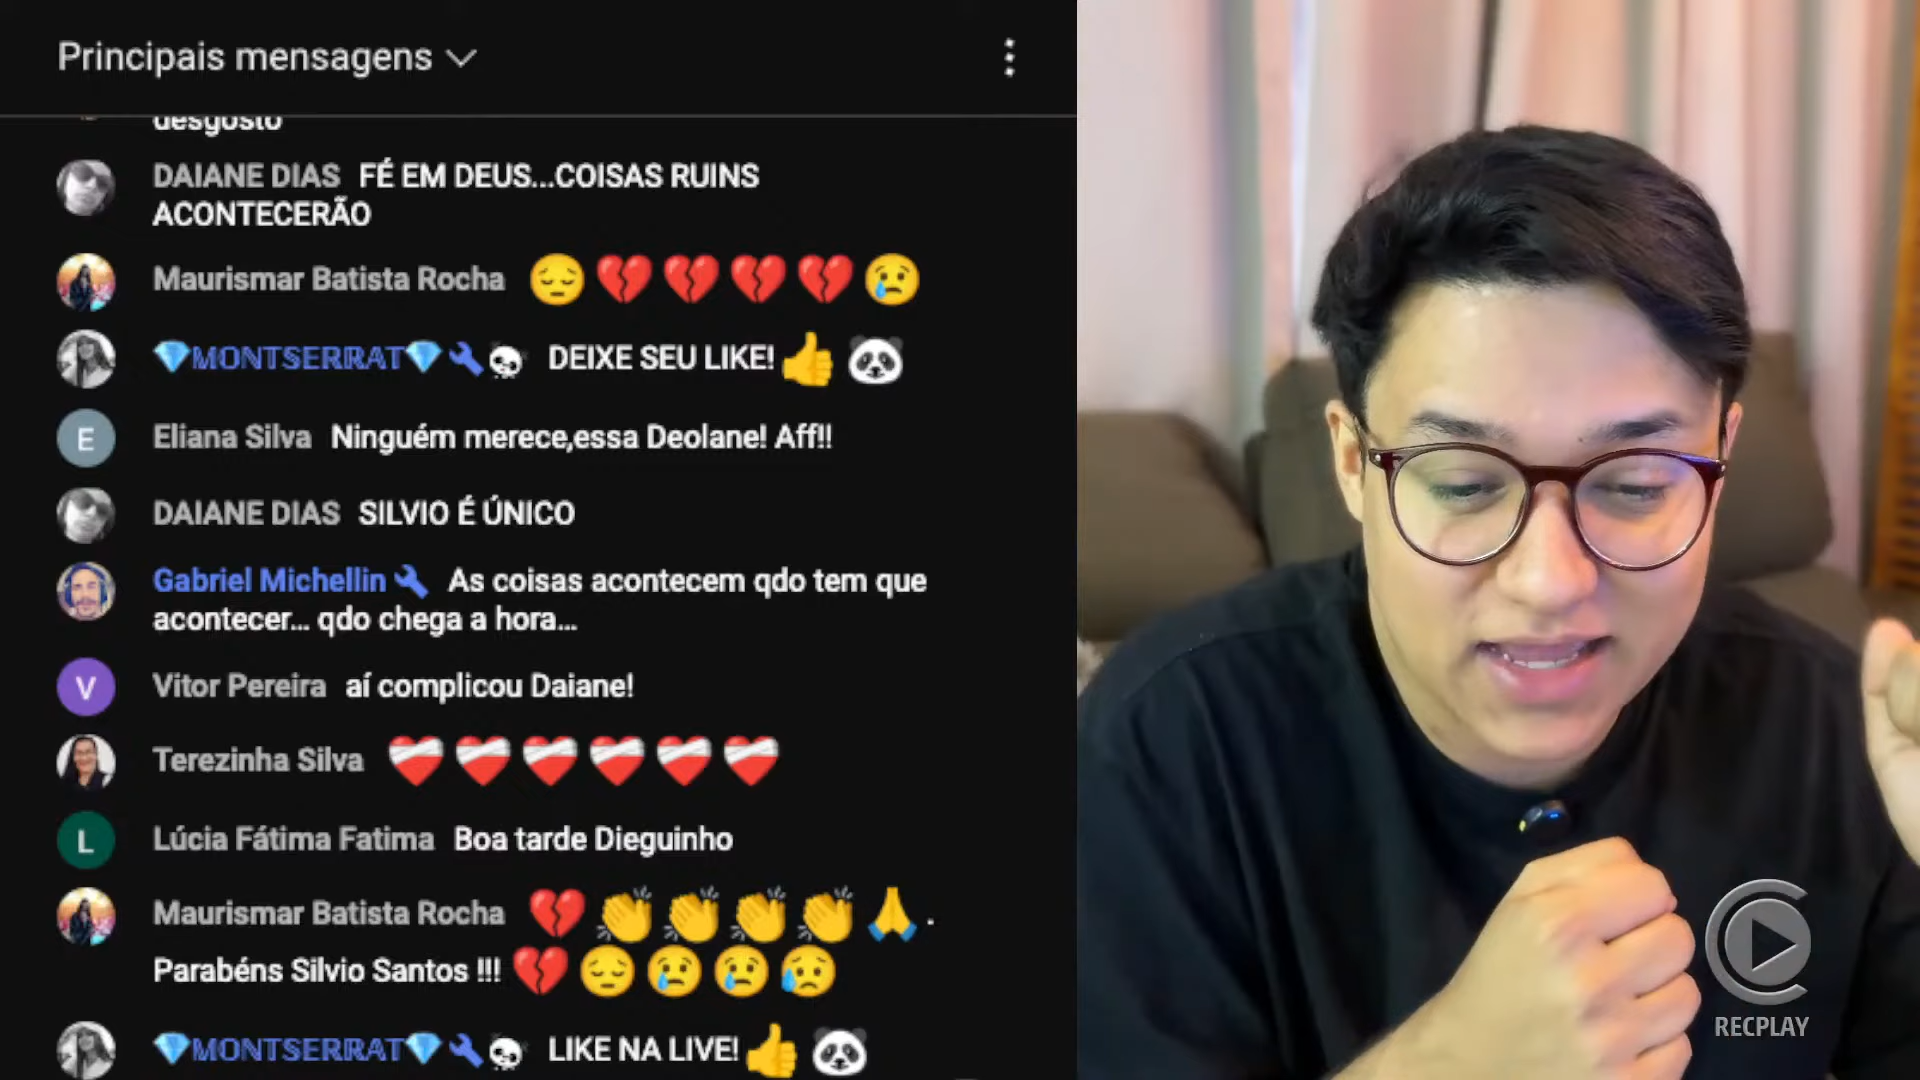 Principais mensagens
desgosto
DAIANE DIAS FÉ EM DEUS...COISAS RUINS
ACONTECERÃO
Maurismar Batista Rocha 😔💔💔💔💔😢
💎MONTSERRAT💎 DEIXE SEU LIKE!👍🐼
E Eliana Silva Ninguém merece,essa Deolane! Aff!!
DAIANE DIAS SILVIO É ÚNICO
Gabriel Michellin As coisas acontecem qdo tem que
acontecer... qdo chega a hora...
V Vitor Pereira aí complicou Daiane!
Terezinha Silva ❤️‍🩹❤️‍🩹❤️‍🩹❤️‍🩹❤️‍🩹❤️‍🩹
L Lúcia Fátima Fatima Boa tarde Dieguinho
Maurismar Batista Rocha 💔👏👏👏👏🙏.
Parabéns Silvio Santos !!! 💔😔😢😢😥
💎MONTSERRAT💎 LIKE NA LIVE!👍🐼
RECPLAY